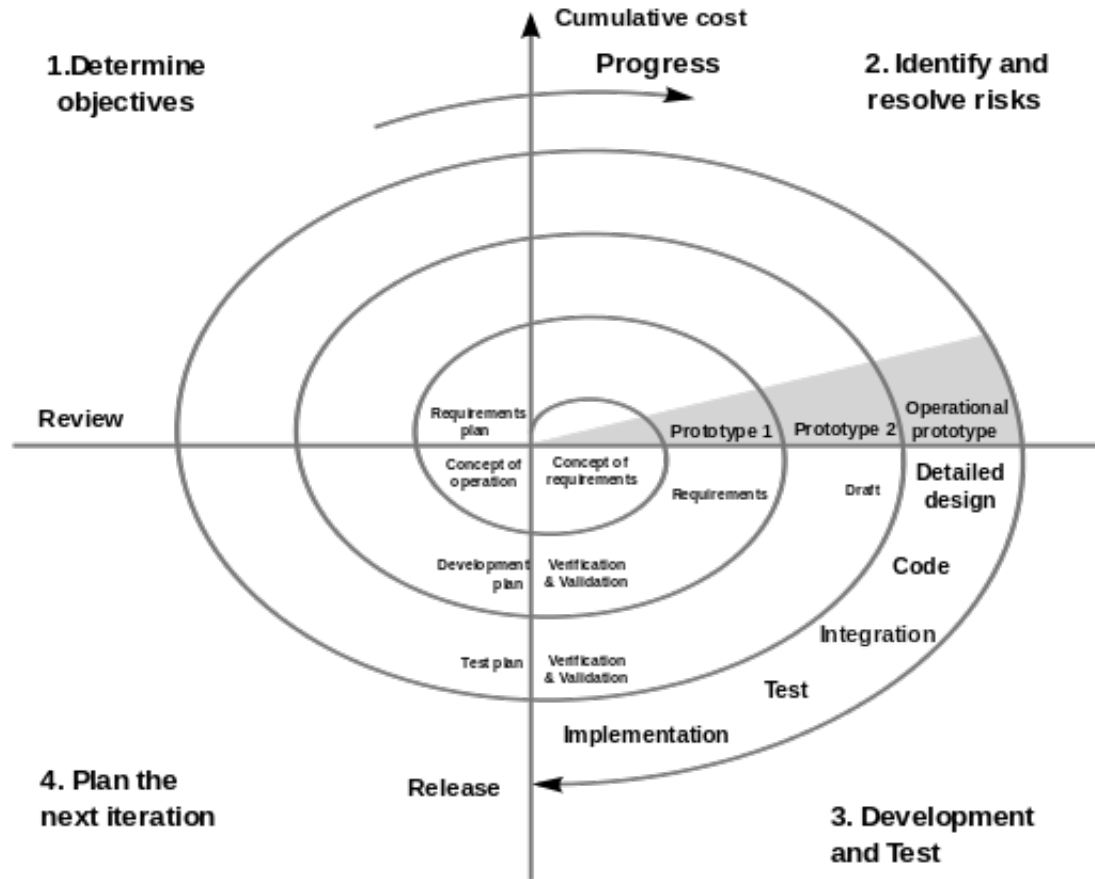 Cumulative cost
1.Determine
objectives
Progress
2. Identify and
resolve risks
Review
Requirements
plan
Prototype 1
Prototype 2
Operational
prototype
Concept of
operation
Concept of
requirements
Requirements
Draft
Detailed
design
Development
plan
Verification
& Validation
Code
Integration
Test plan
Verification
& Validation
Test
Implementation
Release
4. Plan the
next iteration
3. Development
and Test